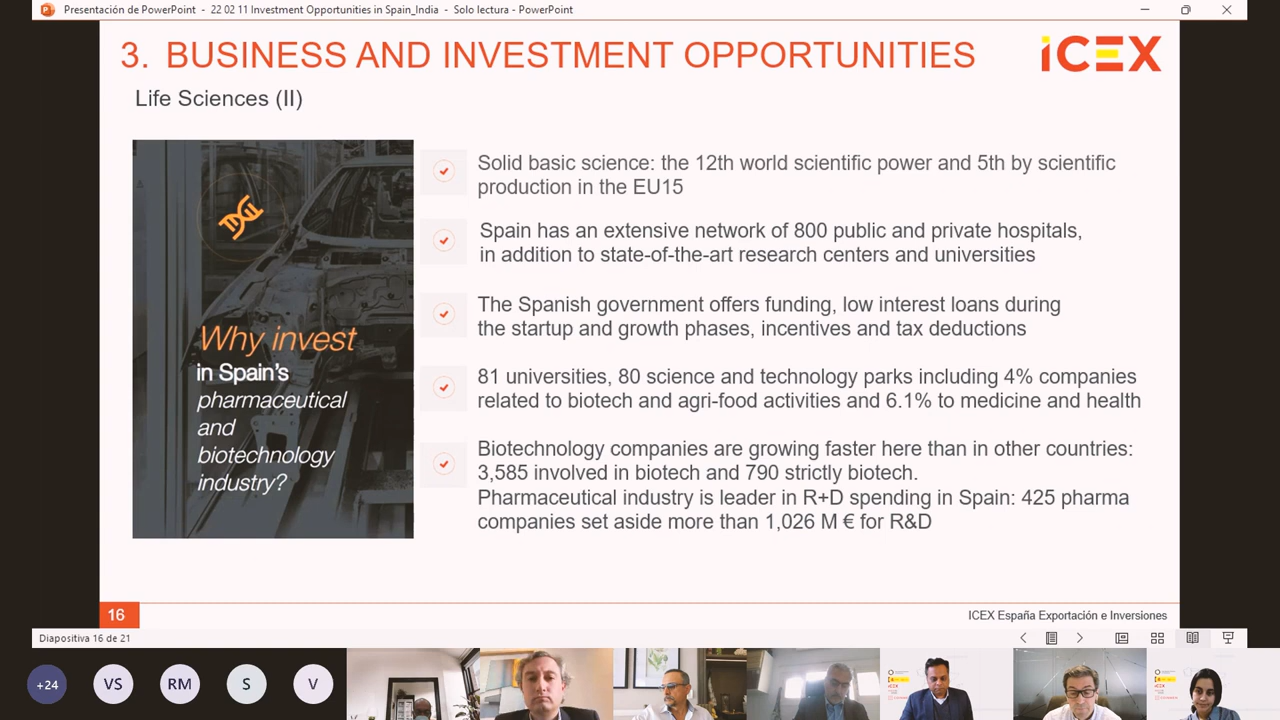 Presentación de PowerPoint - 22 02 11 Investment Opportunities in Spain_India - Solo lectura - PowerPoint
3. BUSINESS AND INVESTMENT OPPORTUNITIES
iCEX
Life Sciences (II)
Why invest
in Spain's
pharmaceutical
and
biotechnology
industry?
Solid basic science: the 12th world scientific power and 5th by scientific
production in the EU15
Spain has an extensive network of 800 public and private hospitals,
in addition to state-of-the-art research centers and universities
The Spanish government offers funding, low interest loans during
the startup and growth phases, incentives and tax deductions
81 universities, 80 science and technology parks including 4% companies
related to biotech and agri-food activities and 6.1% to medicine and health
Biotechnology companies are growing faster here than in other countries:
3,585 involved in biotech and 790 strictly biotech.
Pharmaceutical industry is leader in R+D spending in Spain: 425 pharma
companies set aside more than 1,026 M € for R&D
16
ICEX España Exportación e Inversiones
Diapositiva 16 de 21
+24
VS
RM
S
V
iCEX
iCEX